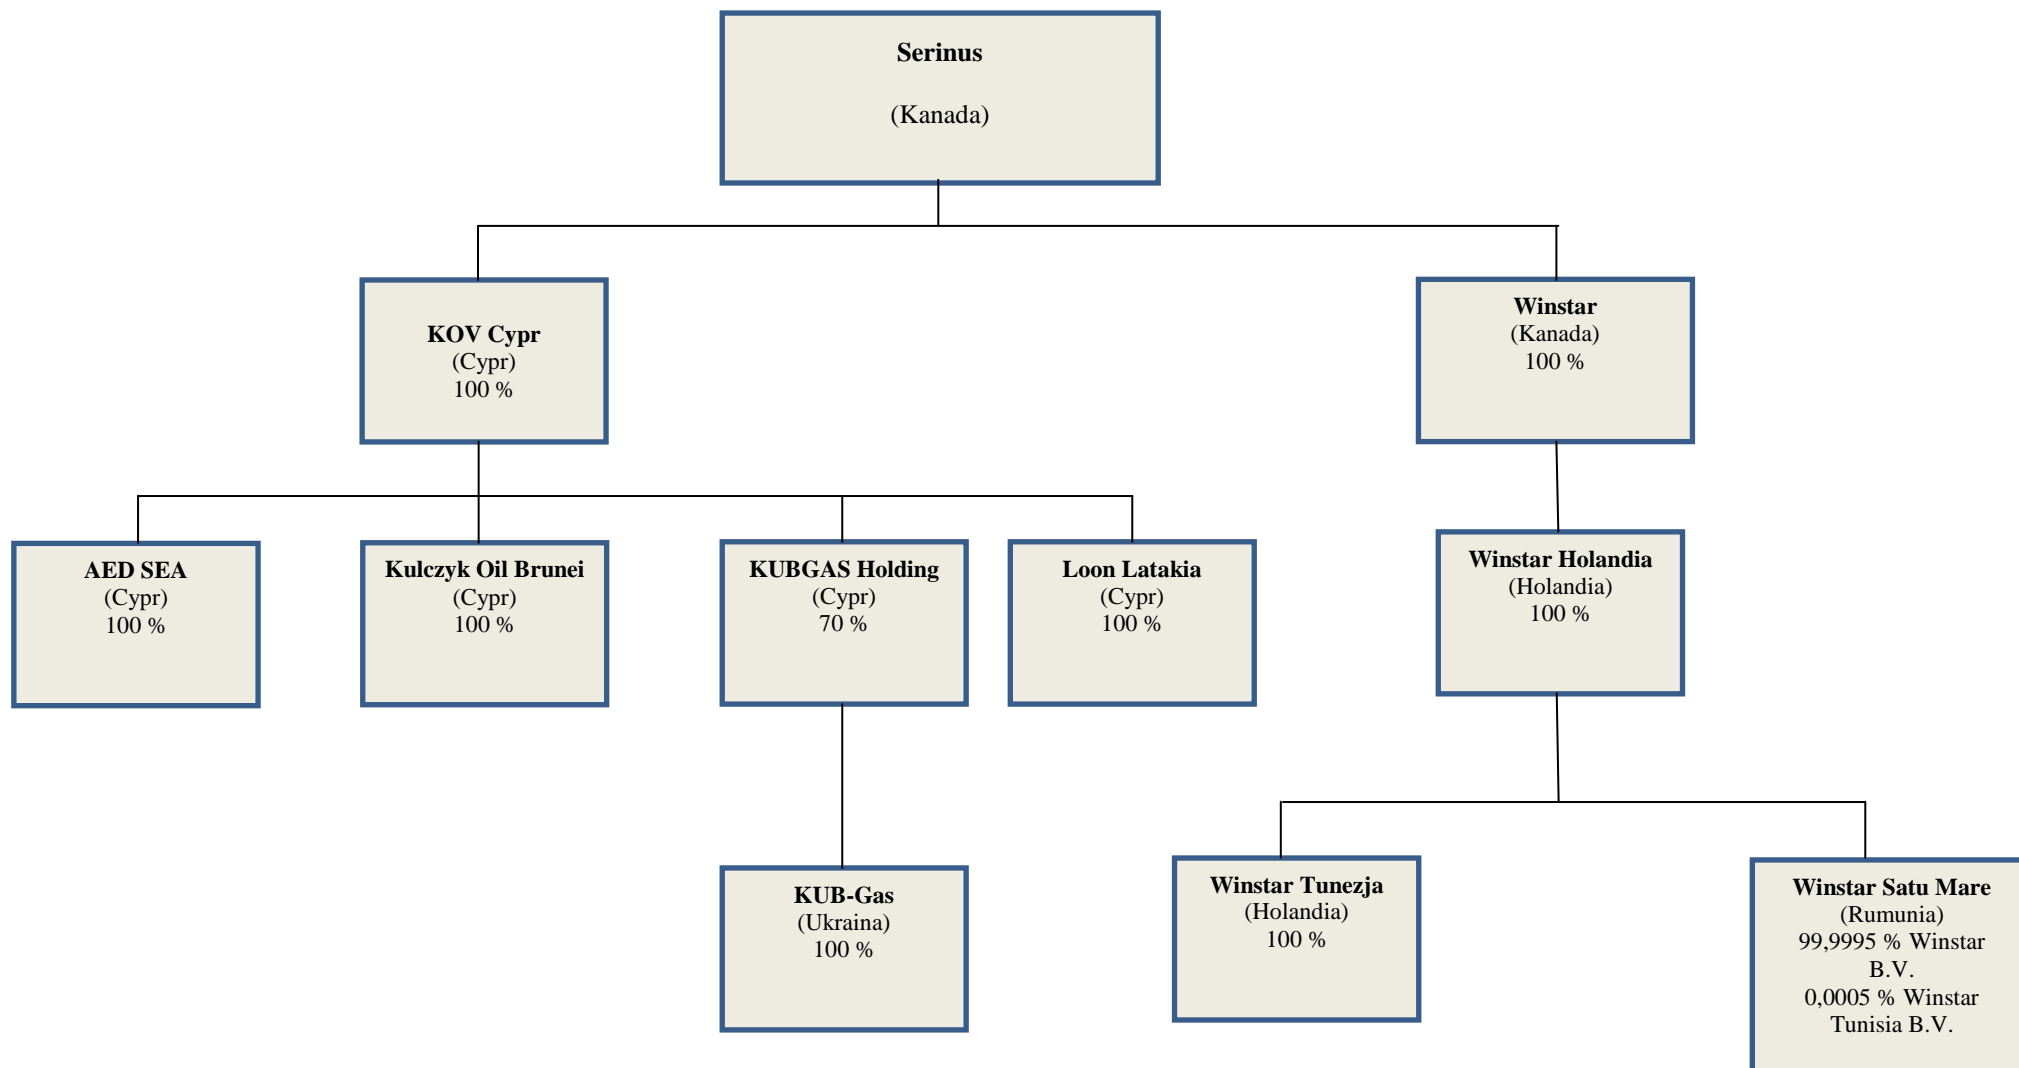 Serinus
(Kanada)
KOV Cypr
(Cypr)
100 %
Winstar
(Kanada)
100 %
AED SEA
(Cypr)
100 %
Kulczyk Oil Brunei
(Cypr)
100 %
KUBGAS Holding
(Cypr)
70 %
Loon Latakia
(Cypr)
100 %
Winstar Holandia
(Holandia)
100 %
KUB-Gas
(Ukraina)
100 %
Winstar Tunezja
(Holandia)
100 %
Winstar Satu Mare
(Rumunia)
99,9995 % Winstar
B.V.
0,0005 % Winstar
Tunisia B.V.